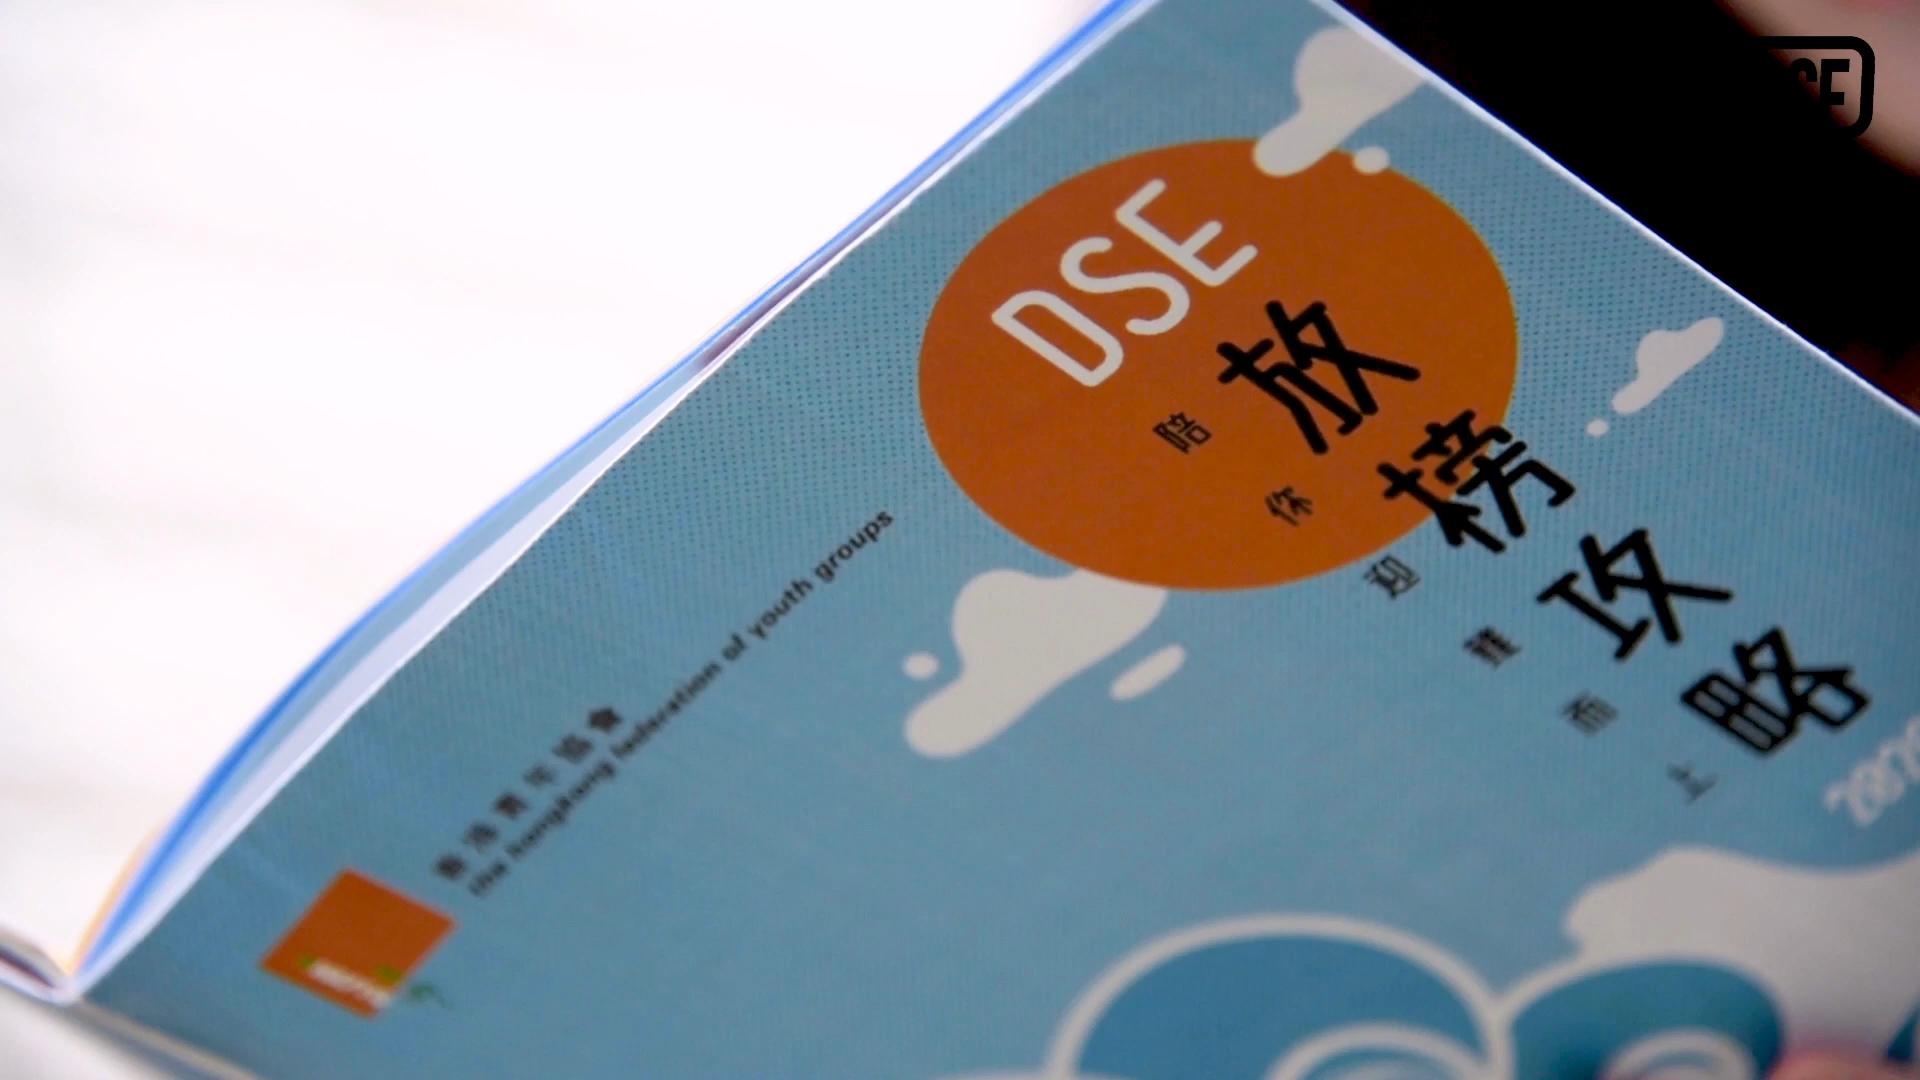 DSE
放榜攻略
陪你迎難而上
香港青年協會
the hongkong federation of youth groups
SE